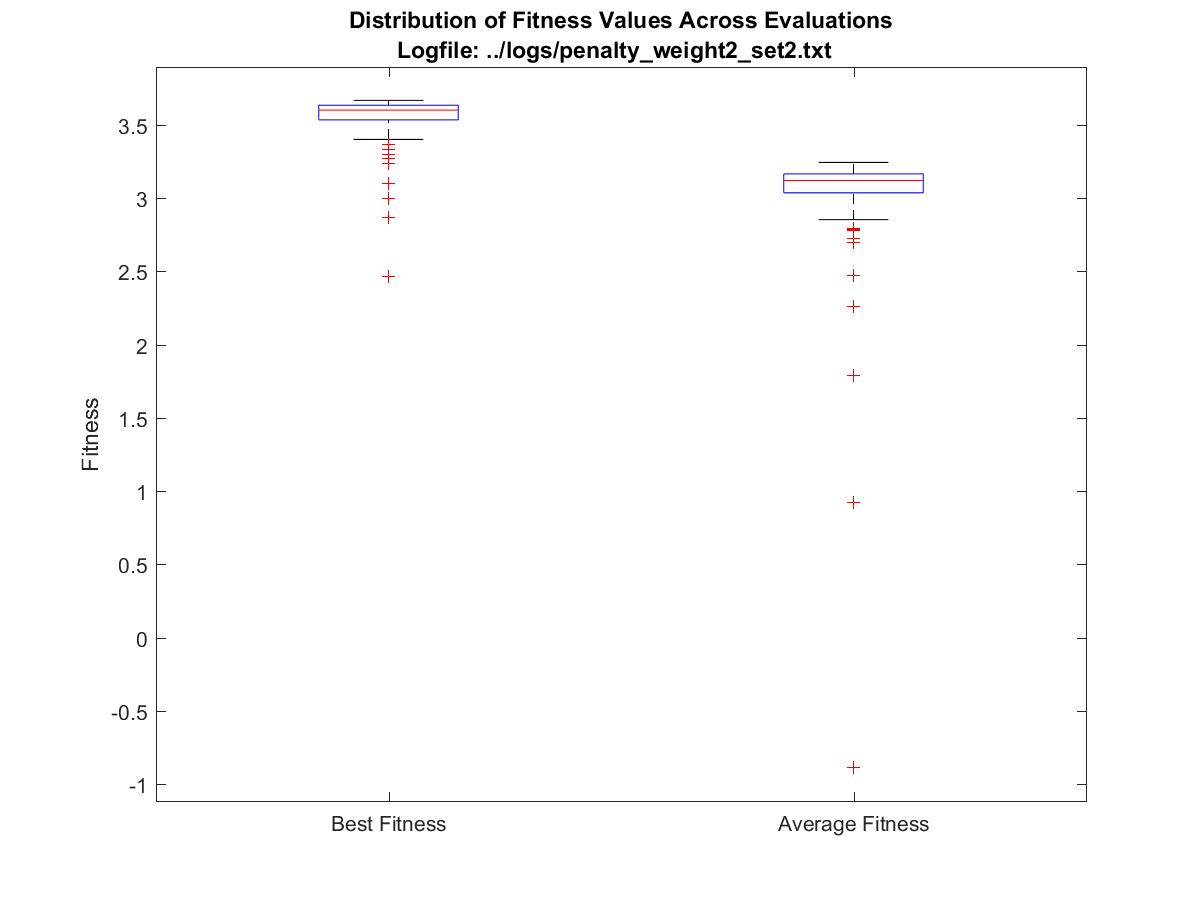 Distribution of Fitness Values Across Evaluations
Logfile: ../logs/penalty_weight2_set2.txt
Fitness
3.5
3
2.5
2
1.5
1
0.5
0
-0.5
-1
Best Fitness
Average Fitness